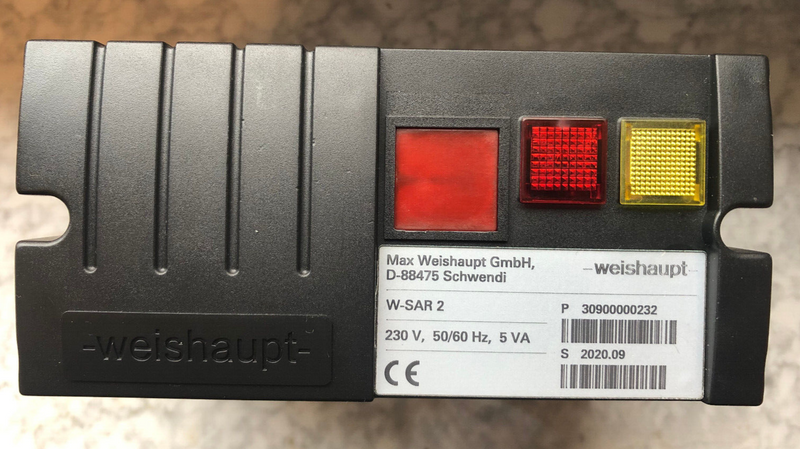 -weishaupt-
Max Weishaupt GmbH,
D-88475 Schwendi
-weishaupt-
W-SAR 2
230 V, 50/60 Hz, 5 VA
CE
P 30900000232
S 2020.09